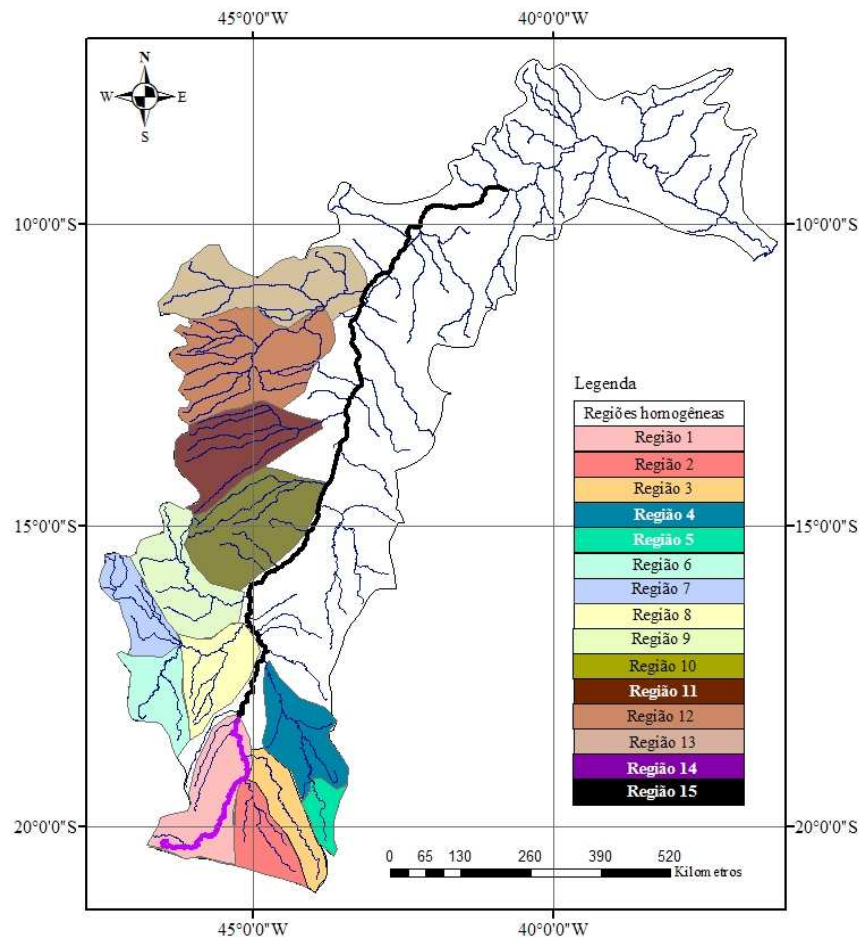 45°0'0"W 40°0'0"W
N
W E
S
10°0'0"S 10°0'0"S
Legenda
Regiões homogêneas
Região 1
Região 2
Região 3
Região 4
Região 5
Região 6
Região 7
Região 8
Região 9
Região 10
Região 11
Região 12
Região 13
Região 14
Região 15
15°0'0"S 15°0'0"S
20°0'0"S 20°0'0"S
0 65 130 260 390 520
Kilometros
45°0'0"W 40°0'0"W